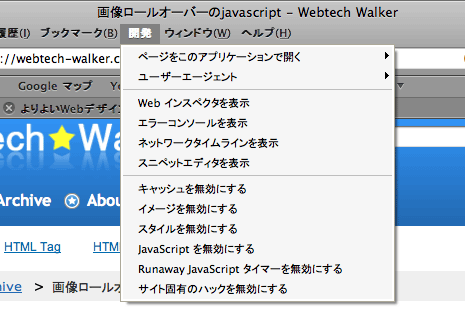 画像ロールオーバーのjavascript – Webtech Walker
履歴(I) ブックマーク(B) 開発 ウィンドウ(W) ヘルプ(H)
://webtech-walker.c
ページをこのアプリケーションで開く
ユーザーエージェント
Google マップ You
よりよいWebデザイン
Web インスペクタを表示
エラーコンソールを表示
ネットワークタイムラインを表示
スニペットエディタを表示
ech★Wa
キャッシュを無効にする
Archive Abou
イメージを無効にする
スタイルを無効にする
HTML Tag HTM
JavaScript を無効にする
Runaway JavaScript タイマーを無効にする
hive > 画像ロールオー
サイト固有のハックを無効にする